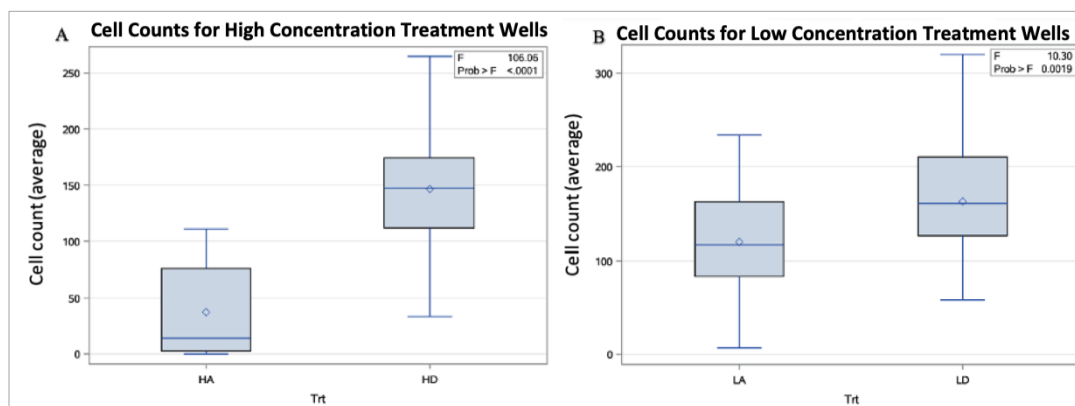 A Cell Counts for High Concentration Treatment Wells
F 106.06
Prob > F <.0001
250
200
150
100
50
0
Cell count (average)
HA HD
Trt
B Cell Counts for Low Concentration Treatment Wells
F 10.30
Prob > F 0.0019
300
200
100
0
Cell count (average)
LA LD
Trt